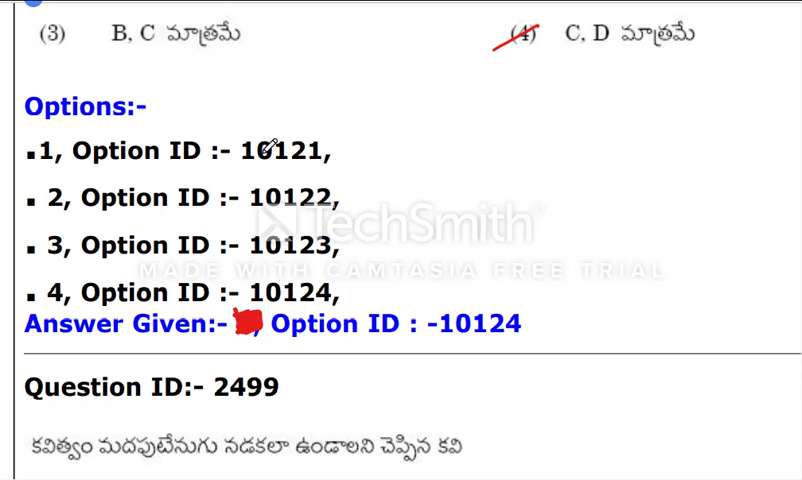 (3) B, C మాత్రమే (4) C, D మాత్రమే
Options:-
1, Option ID :- 10121,
2, Option ID :- 10122,
TechSmith
3, Option ID :- 10123,
MADE WITH CAMTASIA FREE TRIAL
4, Option ID :- 10124,
Answer Given:- , Option ID : -10124
Question ID:- 2499
కవిత్వం మదపుటేనుగు నడకలా ఉండాలని చెప్పిన కవి